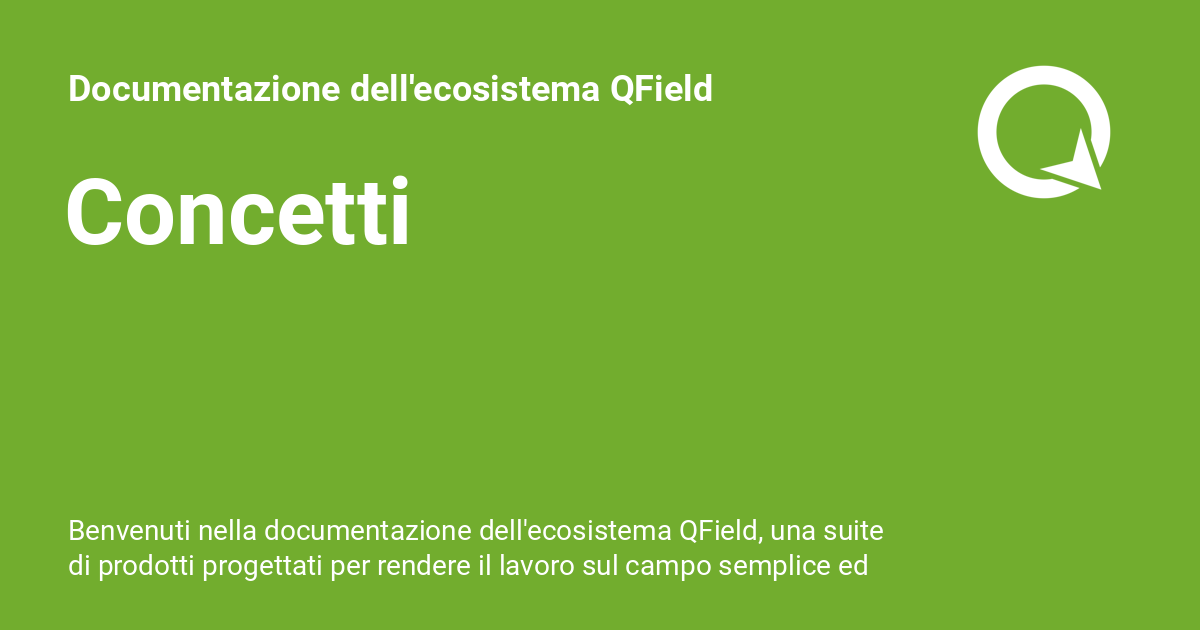 Documentazione dell'ecosistema QField
Concetti
Benvenuti nella documentazione dell'ecosistema QField, una suite
di prodotti progettati per rendere il lavoro sul campo semplice ed